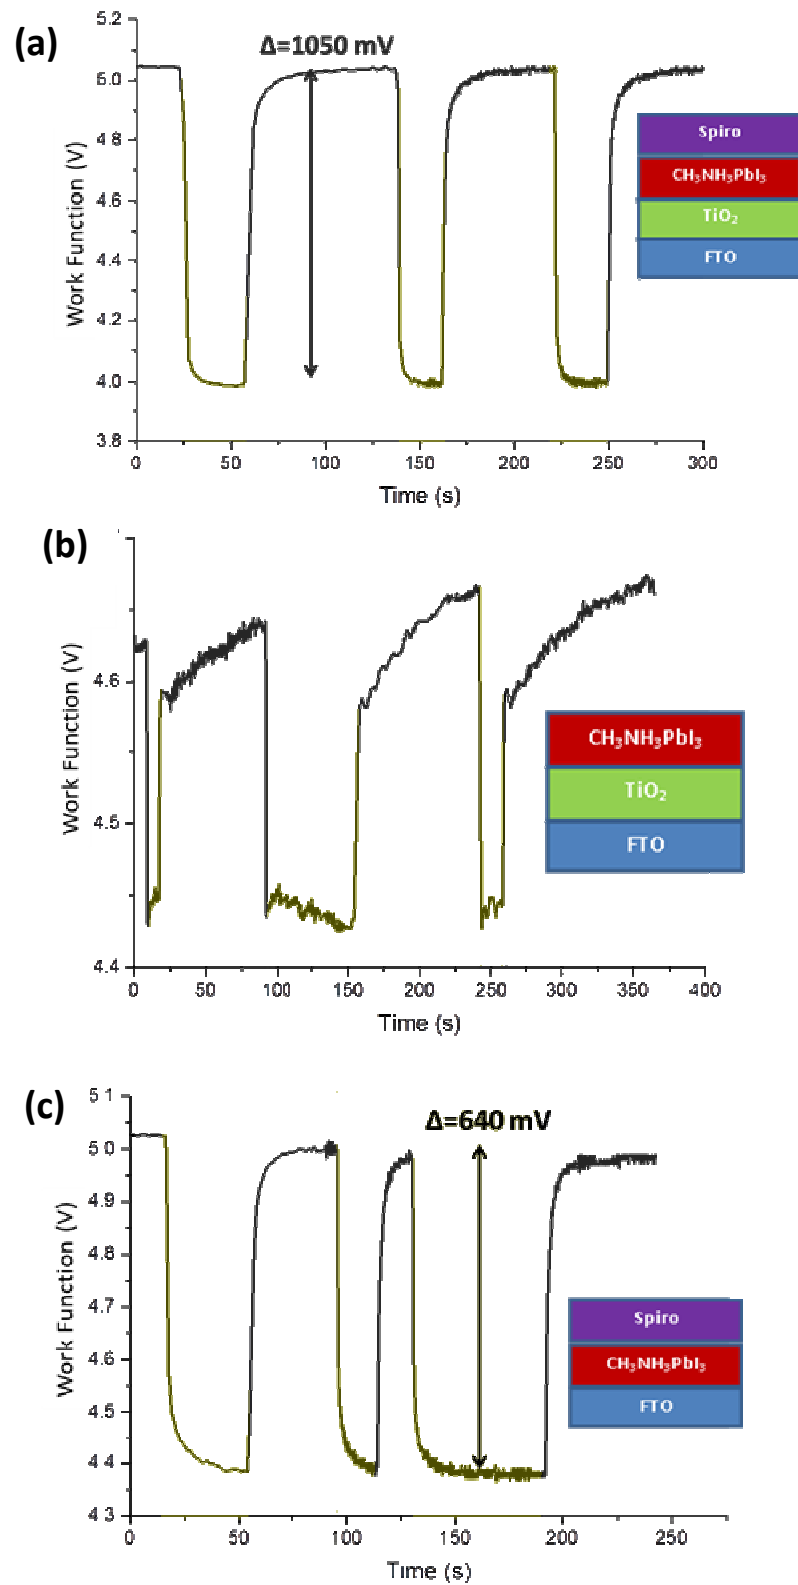 (a)
Δ=1050 mV
5.2
5.0
4.8
4.6
4.4
4.2
4.0
3.8
Work Function (V)
0 50 100 150 200 250 300
Time (s)
Spiro
CH₃NH₃PbI₃
TiO₂
FTO
(b)
4.6
4.5
4.4
Work Function (V)
0 50 100 150 200 250 300 350 400
Time (s)
CH₃NH₃PbI₃
TiO₂
FTO
(c)
Δ=640 mV
5.1
5.0
4.9
4.8
4.7
4.6
4.5
4.4
4.3
Work Function (V)
0 50 100 150 200 250
Time (s)
Spiro
CH₃NH₃PbI₃
FTO